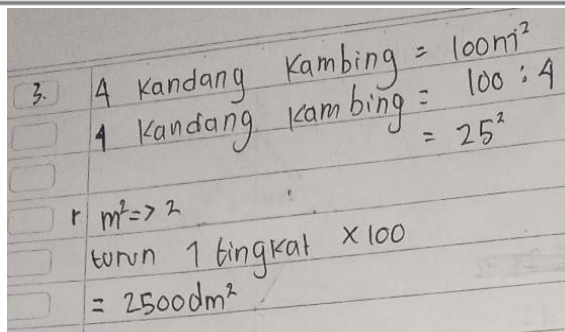 3. 4 Kandang Kambing = 100m²
1 Kandang Kambing = 100 : 4
= 25²
r m² => 2
turun 1 tingkat x 100
= 2500dm²